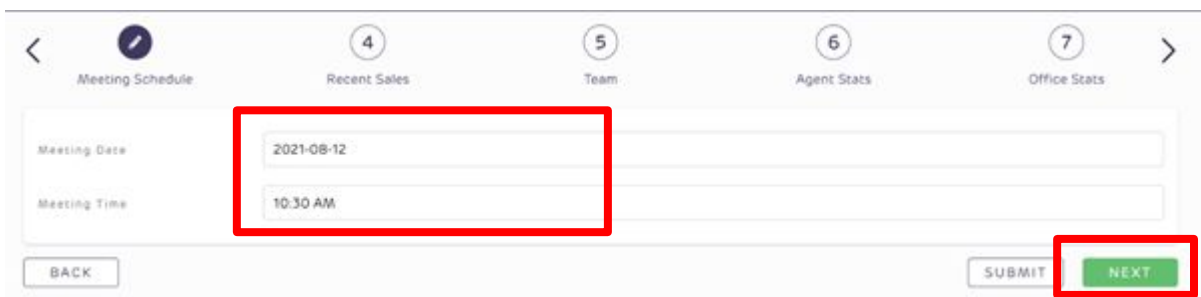 4
5
6
7
Meeting Schedule
Recent Sales
Team
Agent Stats
Office Stats
Meeting Date
2021-08-12
Meeting Time
10:30 AM
BACK
SUBMIT
NEXT